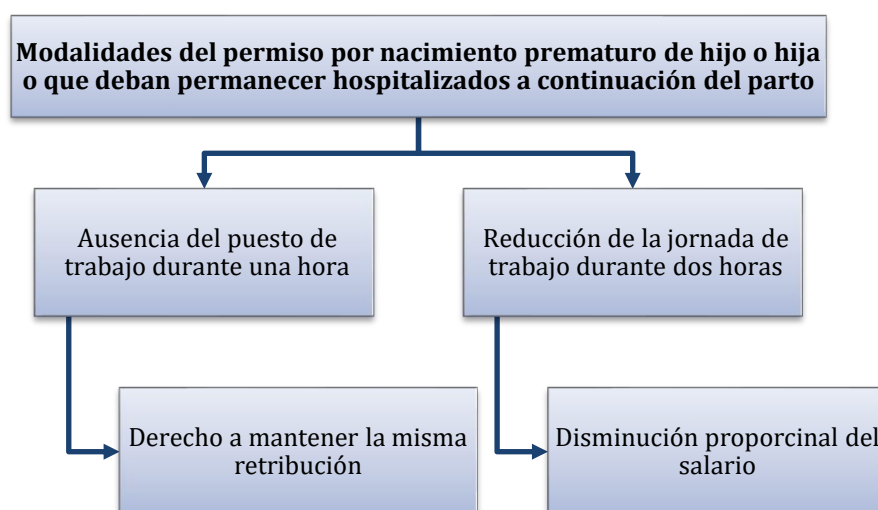 Modalidades del permiso por nacimiento prematuro de hijo o hija
o que deban permanecer hospitalizados a continuación del parto
Ausencia del puesto de
trabajo durante una hora
Reducción de la jornada de
trabajo durante dos horas
Derecho a mantener la misma
retribución
Disminución proporcinal del
salario